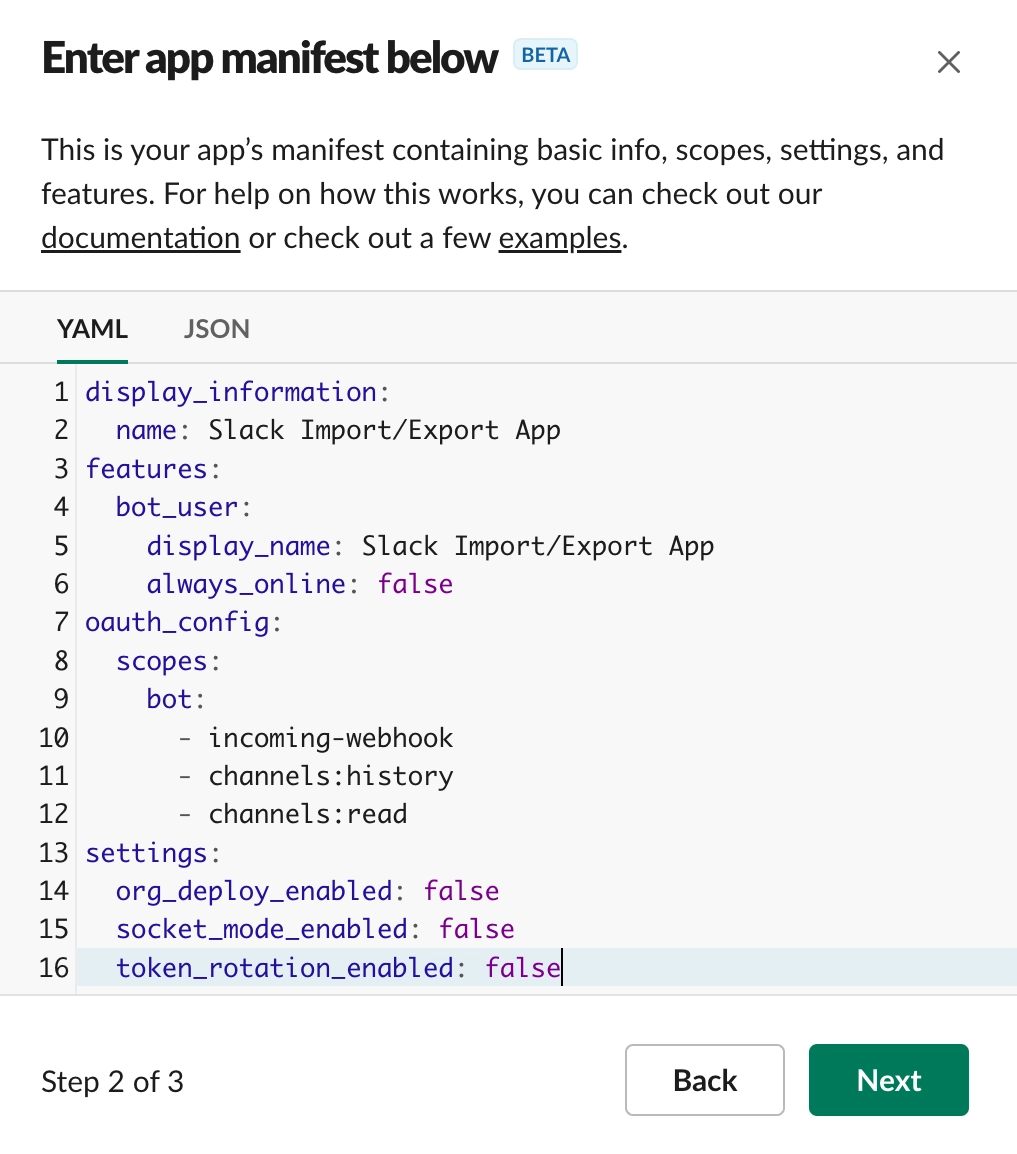 Enter app manifest below BETA
This is your app’s manifest containing basic info, scopes, settings, and
features. For help on how this works, you can check out our
documentation or check out a few examples.
YAML JSON
1 display_information:
2   name: Slack Import/Export App
3 features:
4   bot_user:
5     display_name: Slack Import/Export App
6     always_online: false
7 oauth_config:
8   scopes:
9     bot:
10       - incoming-webhook
11       - channels:history
12       - channels:read
13 settings:
14   org_deploy_enabled: false
15   socket_mode_enabled: false
16   token_rotation_enabled: false
Step 2 of 3 Back Next